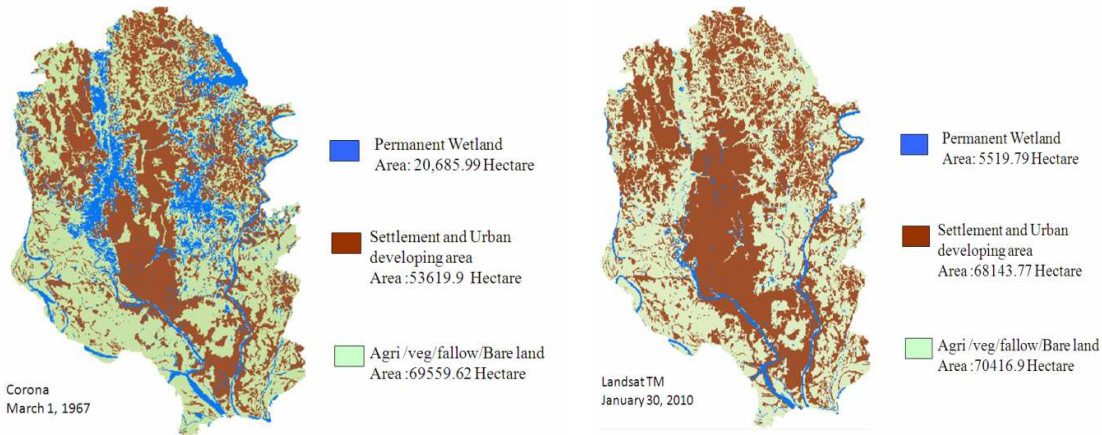 Permanent Wetland
Area: 20,685.99 Hectare
Settlement and Urban
developing area
Area :53619.9 Hectare
Agri /veg/fallow/Bare land
Area :69559.62 Hectare
Corona
March 1, 1967
Permanent Wetland
Area: 5519.79 Hectare
Settlement and Urban
developing area
Area :68143.77 Hectare
Agri /veg/fallow/Bare land
Area :70416.9 Hectare
Landsat TM
January 30, 2010